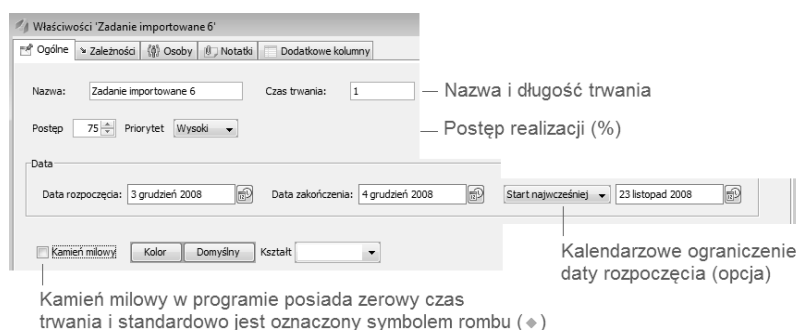 Właściwości 'Zadanie importowane 6'
Ogólne Zależności Osoby Notatki Dodatkowe kolumny
Nazwa: Zadanie importowane 6 Czas trwania: 1 Nazwa i długość trwania
Postęp 75 Priorytet Wysoki Postęp realizacji (%)
Data
Data rozpoczęcia: 3 grudzień 2008 Data zakończenia: 4 grudzień 2008 Start najwcześniej 23 listopad 2008
Kamień milowy Kolor Domyślny Kształt
Kalendarzowe ograniczenie
daty rozpoczęcia (opcja)
Kamień milowy w programie posiada zerowy czas
trwania i standardowo jest oznaczony symbolem rombu (◆)